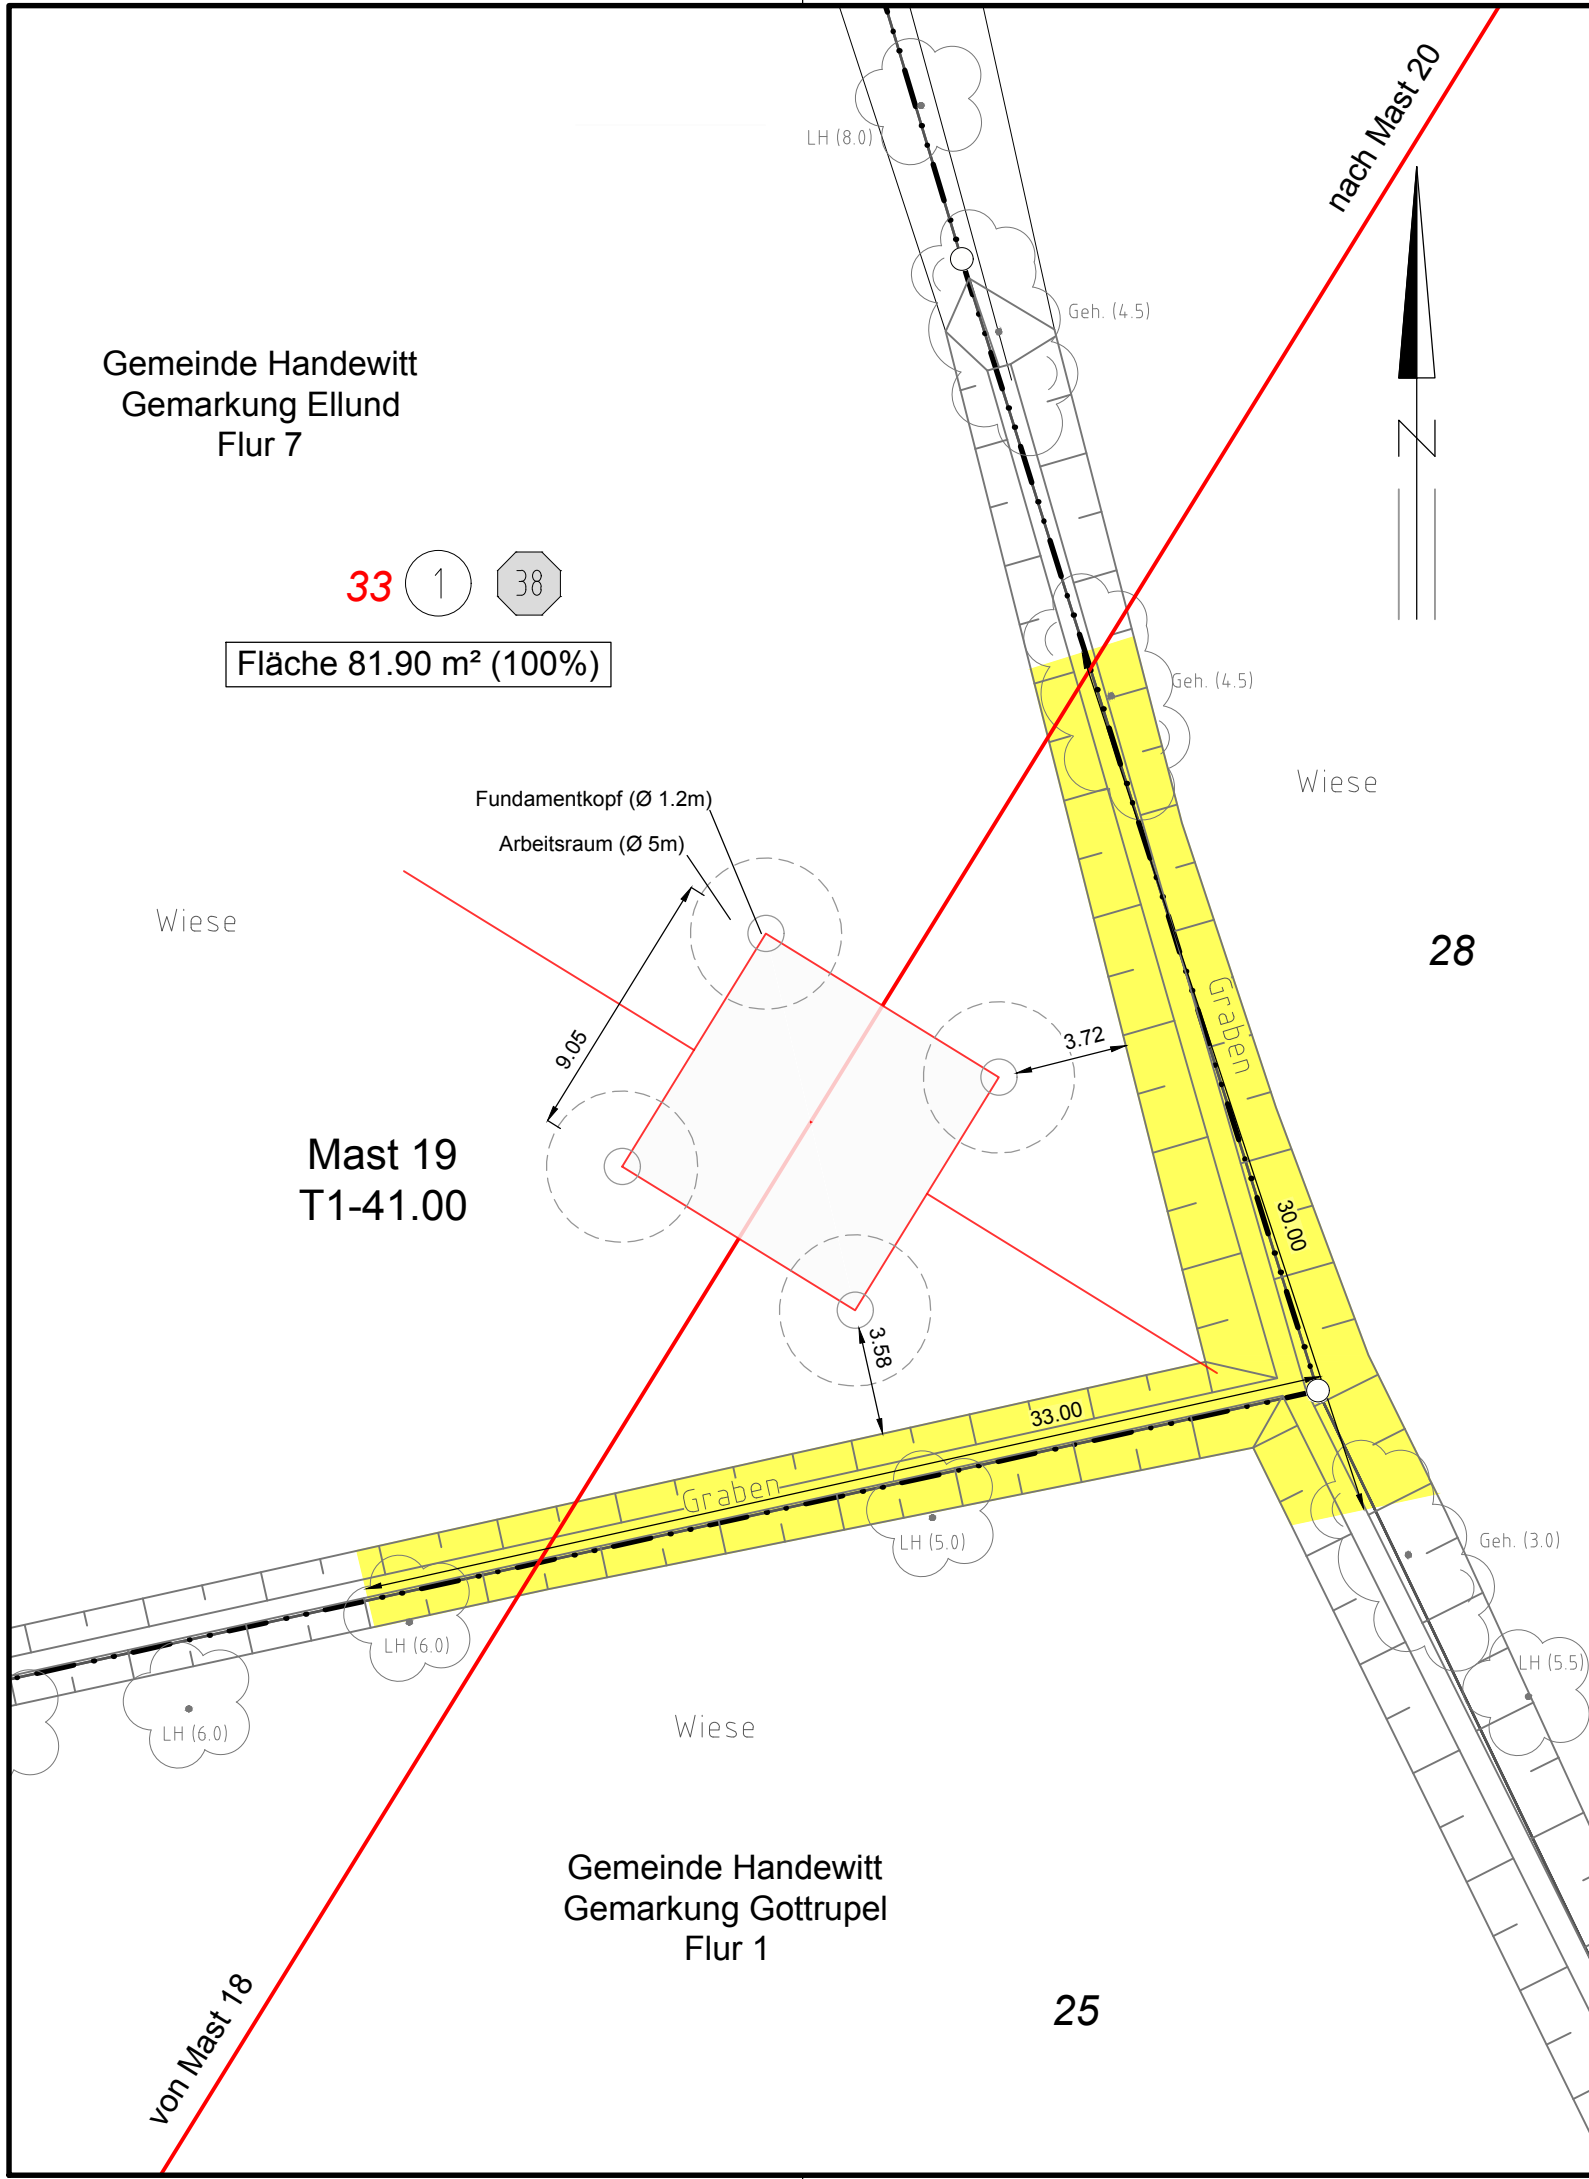 nach Mast 20
LH (8.0)
Geh. (4.5)
N
Gemeinde Handewitt
Gemarkung Ellund
Flur 7
33 1 38
Fläche 81.90 m² (100%)
Geh. (4.5)
Wiese
Fundamentkopf (Ø 1.2m)
Arbeitsraum (Ø 5m)
Wiese
28
Graben
9.05
3.72
Mast 19
T1-41.00
30.00
3.58
33.00
Graben
LH (5.0)
Geh. (3.0)
LH (6.0)
LH (5.5)
LH (6.0)
Wiese
Gemeinde Handewitt
Gemarkung Gottrupel
Flur 1
25
von Mast 18